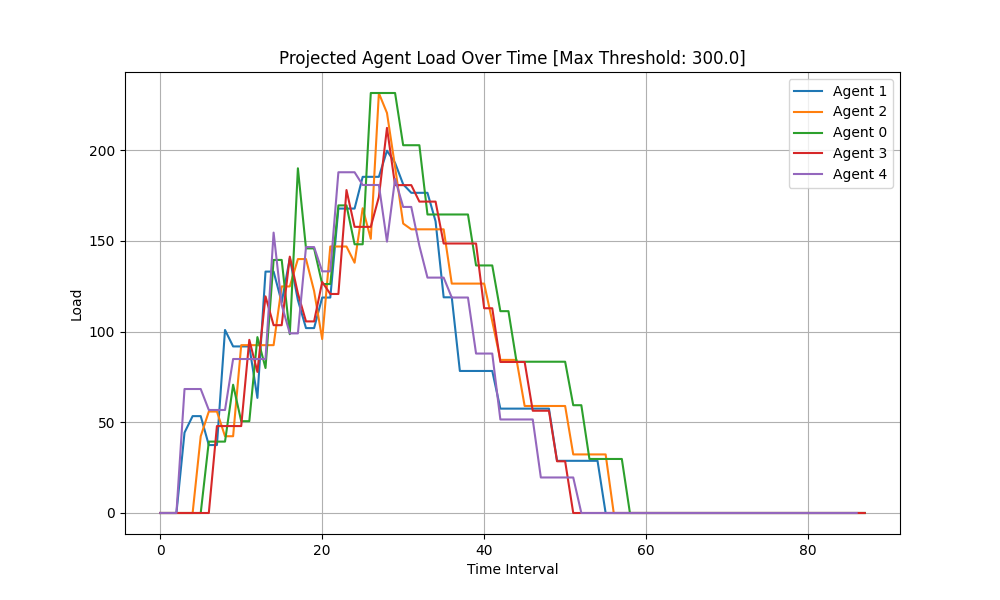 Projected Agent Load Over Time [Max Threshold: 300.0]
Agent 1
Agent 2
Agent 0
Agent 3
Agent 4
200
150
100
50
0
Load
0 20 40 60 80
Time Interval